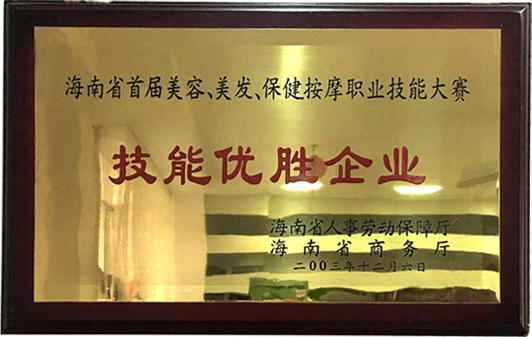 海南省首届美容、美发、保健按摩职业技能大赛
技能优胜企业
海南省人事劳动保障厅
海南省商务厅
二00三年十二月六日